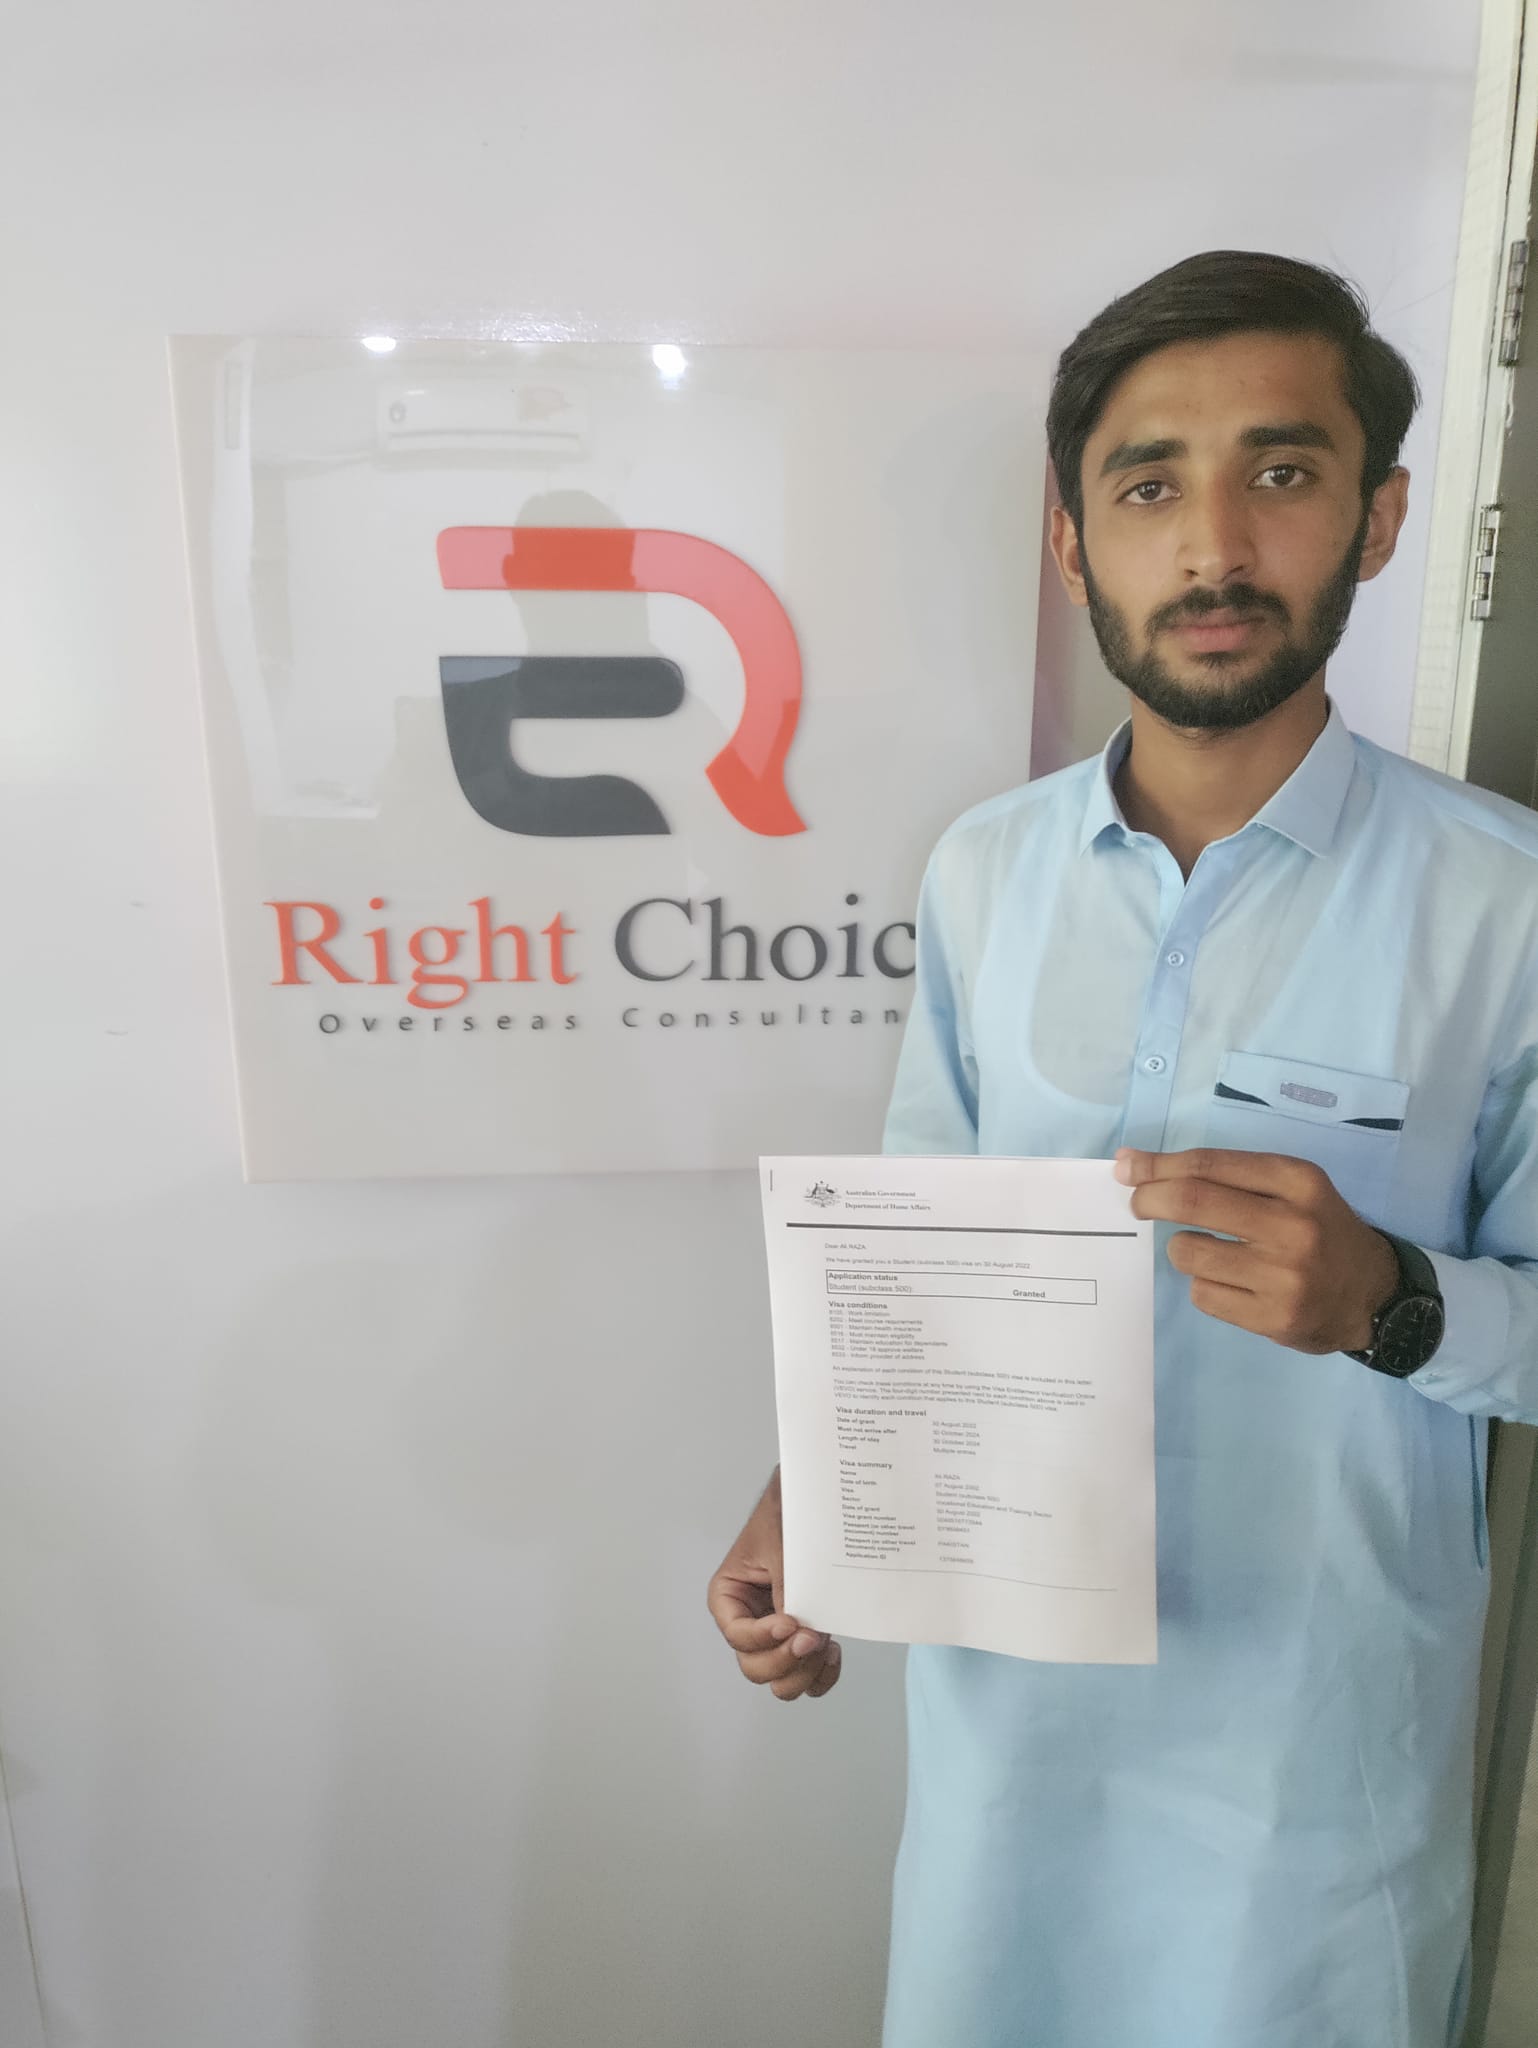 Right Choic
Overseas Consultan
Australian Government
Department of Home Affairs
Dear Ali RAZA
We have granted you a Student (subclass 500) visa on 30 August 2022.
Application status
Student (subclass 500):
Granted
Visa conditions
8105 - Work limitation
8202 - Meet course requirements
8501 - Maintain health insurance
8516 - Must maintain eligibility
8517 - Maintain education for dependents
8532 - Under 18 approve welfare
8533 - Inform provider of address
An explanation of each condition of this Student (subclass 500) visa is included in this letter.
You can check these conditions at any time by using the Visa Entitlement Verification Online
(VEVO) service. The four-digit number presented next to each condition above is used in
VEVO to identify each condition that applies to this Student (subclass 500) visa.
Visa duration and travel
Date of grant 30 August 2022
Must not arrive after 30 October 2024
Length of stay 30 October 2024
Travel Multiple entries
Visa summary
Name Ali RAZA
Date of birth 07 August 2002
Visa Student (subclass 500)
Sector Vocational Education and Training Sector
Date of grant 30 August 2022
Visa grant number
Passport (or other travel
document) number
Passport (or other travel PAKISTAN
document) country
Application ID